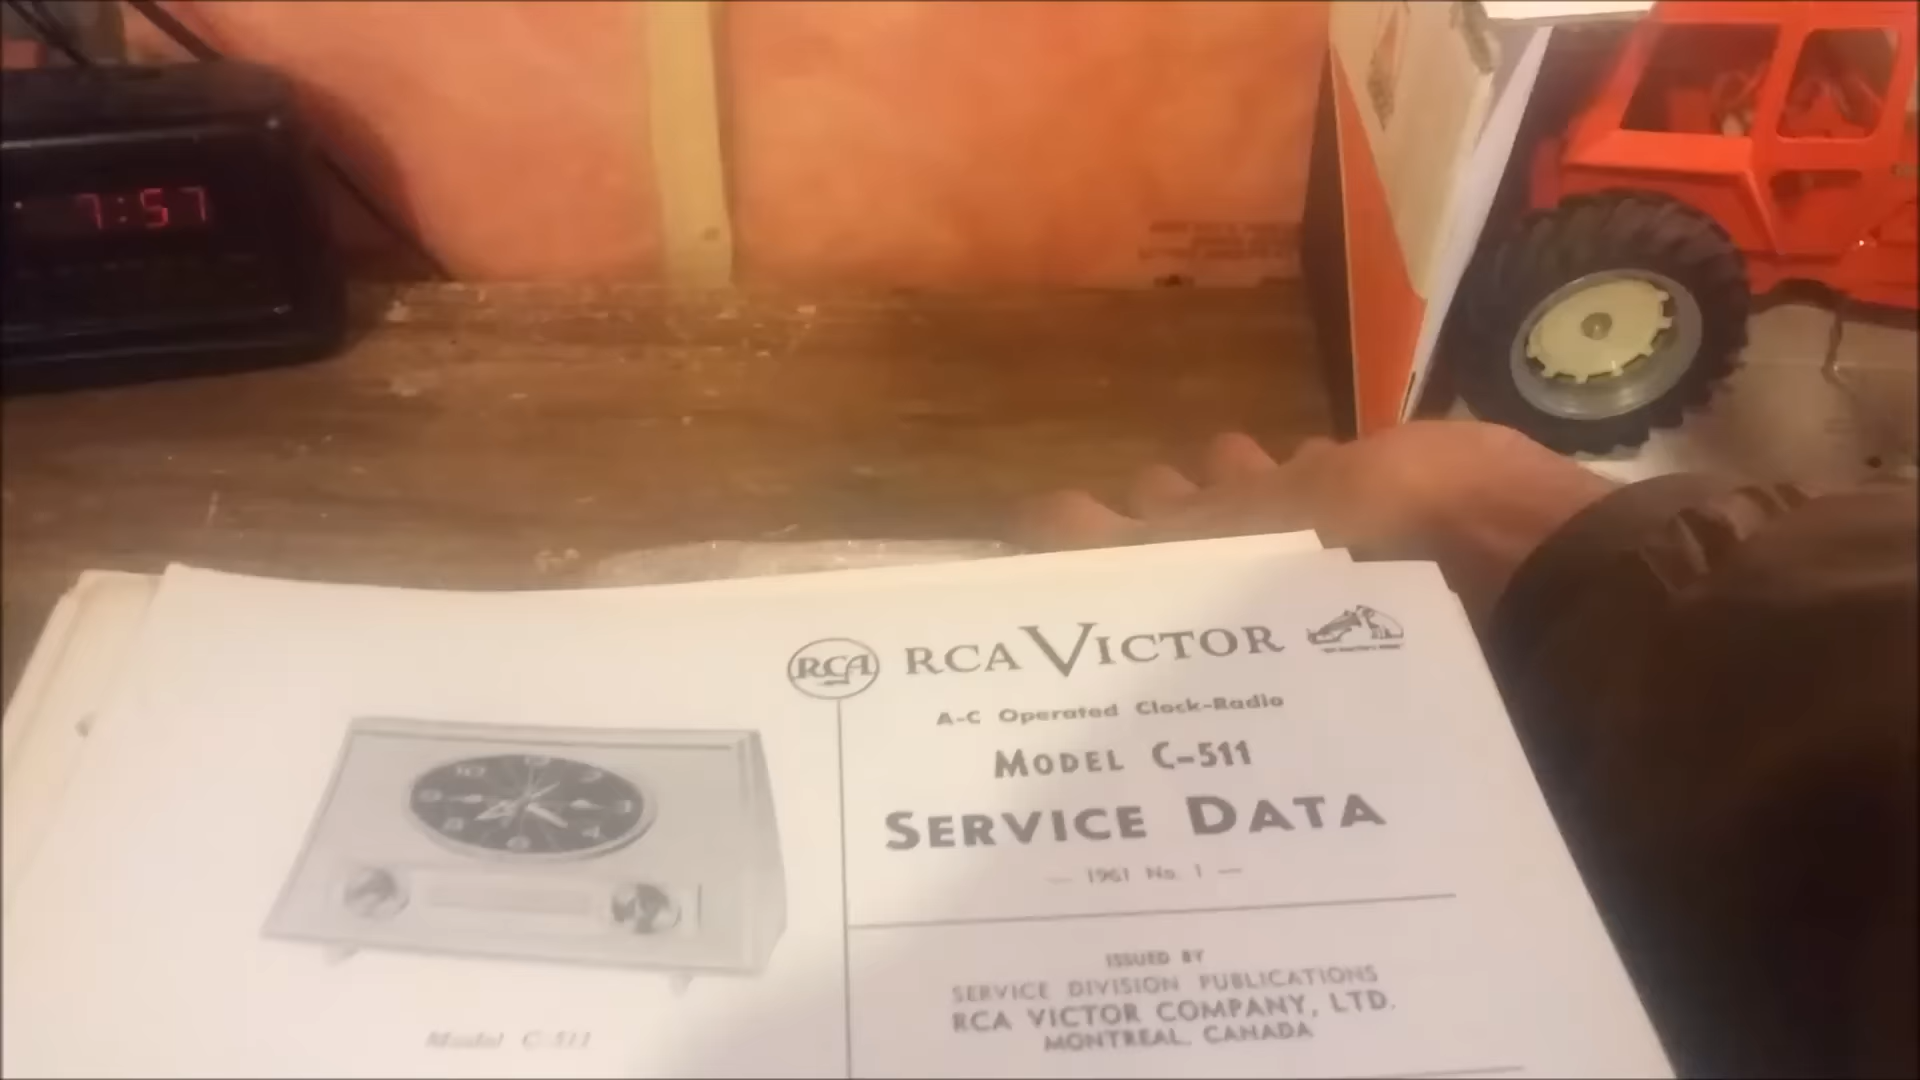 7:57
RCA
RCA VICTOR
A-C Operated Clock-Radio
MODEL C-511
SERVICE DATA
— 1961 No. 1 —
ISSUED BY
SERVICE DIVISION PUBLICATIONS
RCA VICTOR COMPANY, LTD.
MONTREAL, CANADA
Model C-511